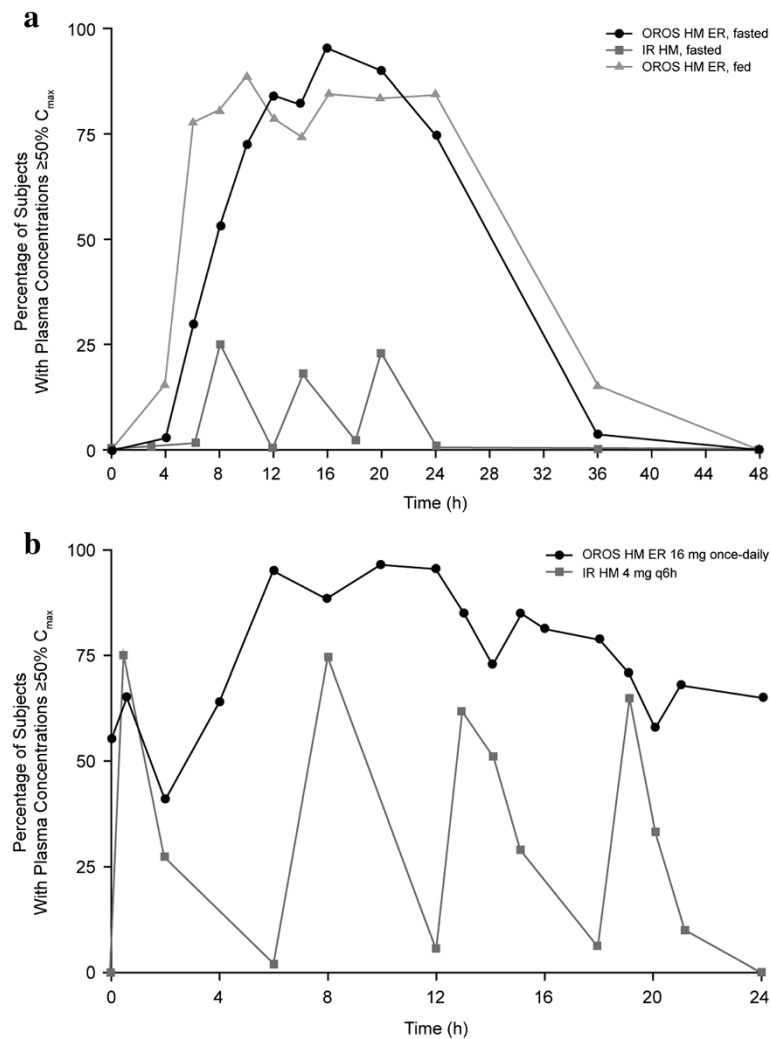 a
OROS HM ER, fasted
IR HM, fasted
OROS HM ER, fed
Percentage of Subjects
With Plasma Concentrations ≥50% Cmax
100
75
50
25
0
0 4 8 12 16 20 24 28 32 36 40 44 48
Time (h)
b
OROS HM ER 16 mg once-daily
IR HM 4 mg q6h
Percentage of Subjects
With Plasma Concentrations ≥50% Cmax
100
75
50
25
0
0 4 8 12 16 20 24
Time (h)